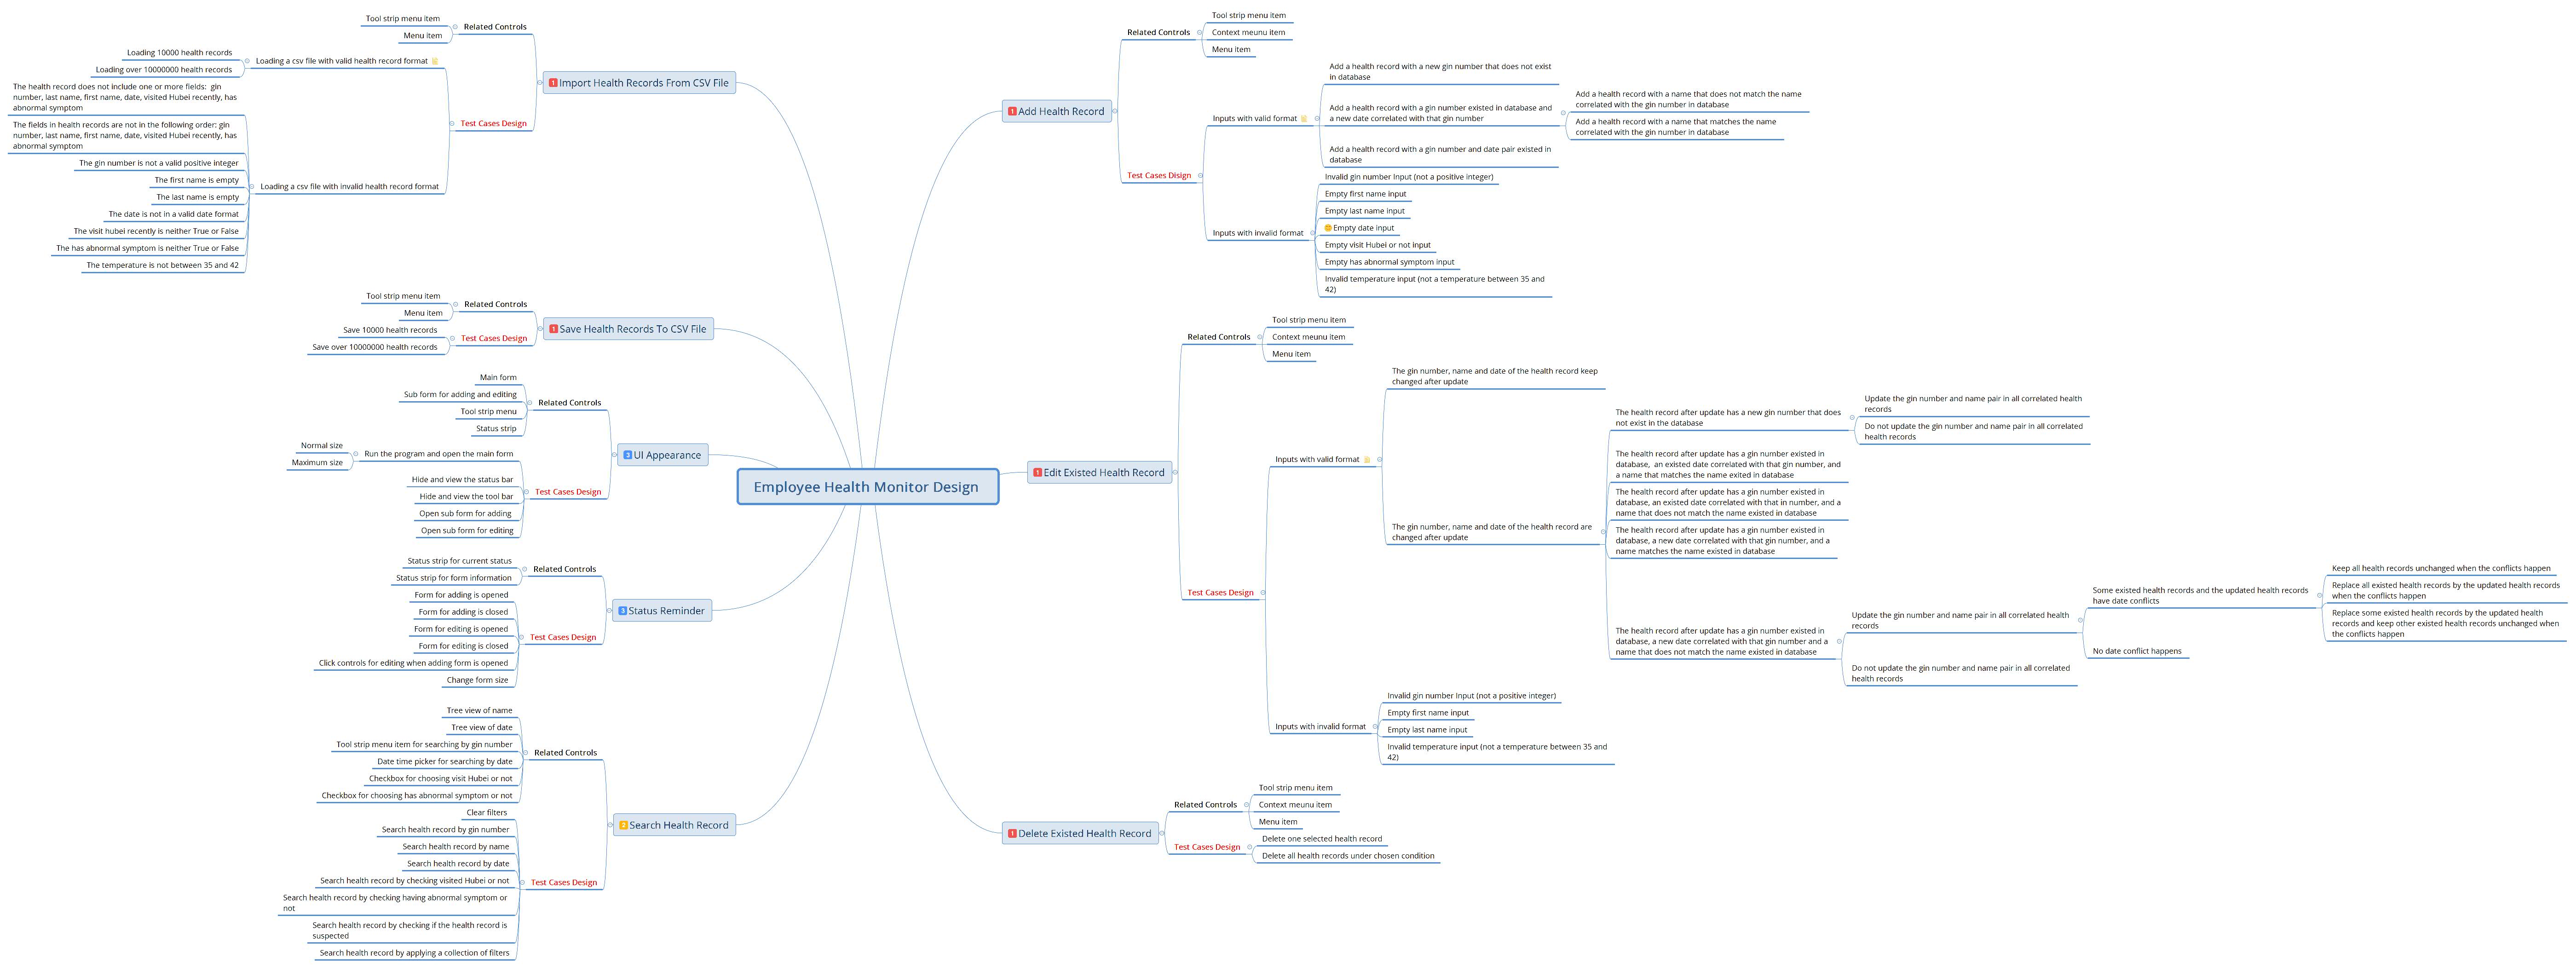 Employee Health Monitor Design
1 Add Health Record
Related Controls
Tool strip menu item
Context meunu item
Menu item
Test Cases Disign
Inputs with valid format
Add a health record with a new gin number that does not exist
in database
Add a health record with a gin number existed in database and
a new date correlated with that gin number
Add a health record with a name that does not match the name
correlated with the gin number in database
Add a health record with a name that matches the name
correlated with the gin number in database
Add a health record with a gin number and date pair existed in
database
Inputs with invalid format
Invalid gin number Input (not a positive integer)
Empty first name input
Empty last name input
Empty date input
Empty visit Hubei or not input
Empty has abnormal symptom input
Invalid temperature input (not a temperature between 35 and
42)
1 Edit Existed Health Record
Related Controls
Tool strip menu item
Context meunu item
Menu item
Test Cases Design
Inputs with valid format
The gin number, name and date of the health record keep
changed after update
The gin number, name and date of the health record are
changed after update
The health record after update has a new gin number that does
not exist in the database
Update the gin number and name pair in all correlated health
records
Do not update the gin number and name pair in all correlated
health records
The health record after update has a gin number existed in
database,  an existed date correlated with that gin number, and
a name that matches the name exited in database
The health record after update has a gin number existed in
database, an existed date correlated with that in number, and a
name that does not match the name existed in database
The health record after update has a gin number existed in
database, a new date correlated with that gin number, and a
name matches the name existed in database
The health record after update has a gin number existed in
database, a new date correlated with that gin number and a
name that does not match the name existed in database
Update the gin number and name pair in all correlated health
records
Some existed health records and the updated health records
have date conflicts
Keep all health records unchanged when the conflicts happen
Replace all existed health records by the updated health records
when the conflicts happen
Replace some existed health records by the updated health
records and keep other existed health records unchanged when
the conflicts happen
No date conflict happens
Do not update the gin number and name pair in all correlated
health records
Inputs with invalid format
Invalid gin number Input (not a positive integer)
Empty first name input
Empty last name input
Invalid temperature input (not a temperature between 35 and
42)
1 Delete Existed Health Record
Related Controls
Tool strip menu item
Context meunu item
Menu item
Test Cases Design
Delete one selected health record
Delete all health records under chosen condition
1 Import Health Records From CSV File
Related Controls
Tool strip menu item
Menu item
Test Cases Design
Loading a csv file with valid health record format
Loading 10000 health records
Loading over 10000000 health records
Loading a csv file with invalid health record format
The health record does not include one or more fields:  gin
number, last name, first name, date, visited Hubei recently, has
abnormal symptom
The fields in health records are not in the following order: gin
number, last name, first name, date, visited Hubei recently, has
abnormal symptom
The gin number is not a valid positive integer
The first name is empty
The last name is empty
The date is not in a valid date format
The visit hubei recently is neither True or False
The has abnormal symptom is neither True or False
The temperature is not between 35 and 42
1 Save Health Records To CSV File
Related Controls
Tool strip menu item
Menu item
Test Cases Design
Save 10000 health records
Save over 10000000 health records
3 UI Appearance
Related Controls
Main form
Sub form for adding and editing
Tool strip menu
Status strip
Test Cases Design
Run the program and open the main form
Normal size
Maximum size
Hide and view the status bar
Hide and view the tool bar
Open sub form for adding
Open sub form for editing
3 Status Reminder
Related Controls
Status strip for current status
Status strip for form information
Test Cases Design
Form for adding is opened
Form for adding is closed
Form for editing is opened
Form for editing is closed
Click controls for editing when adding form is opened
Change form size
2 Search Health Record
Related Controls
Tree view of name
Tree view of date
Tool strip menu item for searching by gin number
Date time picker for searching by date
Checkbox for choosing visit Hubei or not
Checkbox for choosing has abnormal symptom or not
Test Cases Design
Clear filters
Search health record by gin number
Search health record by name
Search health record by date
Search health record by checking visited Hubei or not
Search health record by checking having abnormal symptom or
not
Search health record by checking if the health record is
suspected
Search health record by applying a collection of filters